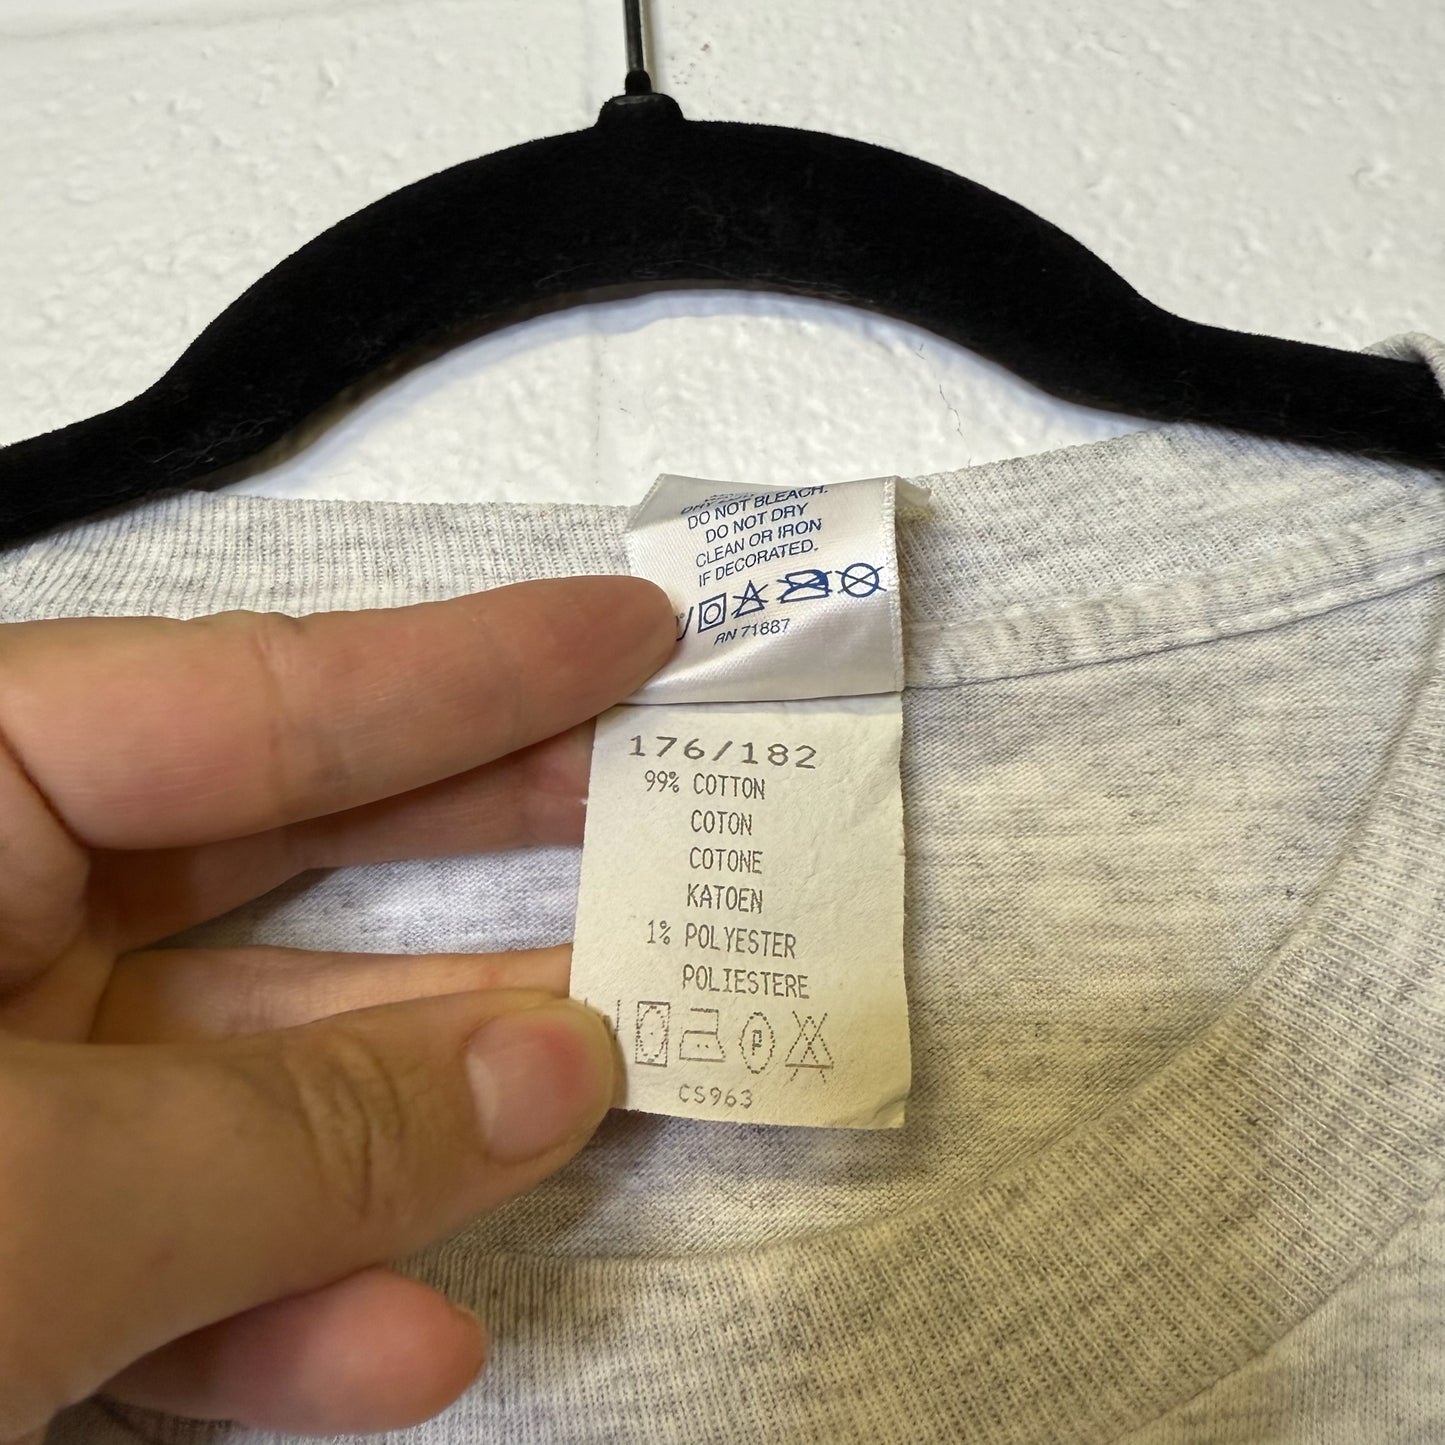 DO NOT BLEACH.
DO NOT DRY
CLEAN OR IRON
IF DECORATED.
RN 71887
176/182
99% COTTON
COTON
COTONE
KATOEN
1% POLYESTER
POLIESTERE
P
CS963